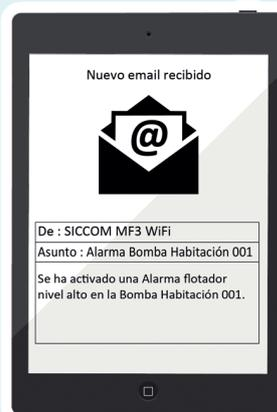 Nuevo email recibido
@
De : SICCOM MF3 WiFi
Asunto : Alarma Bomba Habitación 001
Se ha activado una Alarma flotador
nivel alto en la Bomba Habitación 001.